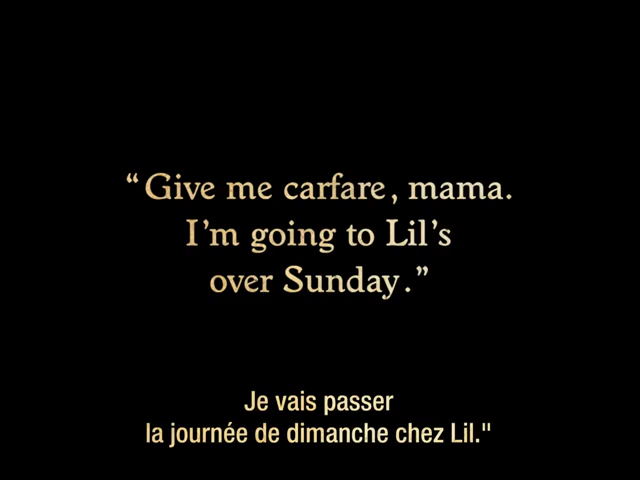 “Give me carfare, mama.
I’m going to Lil’s
over Sunday.”
Je vais passer
la journée de dimanche chez Lil."